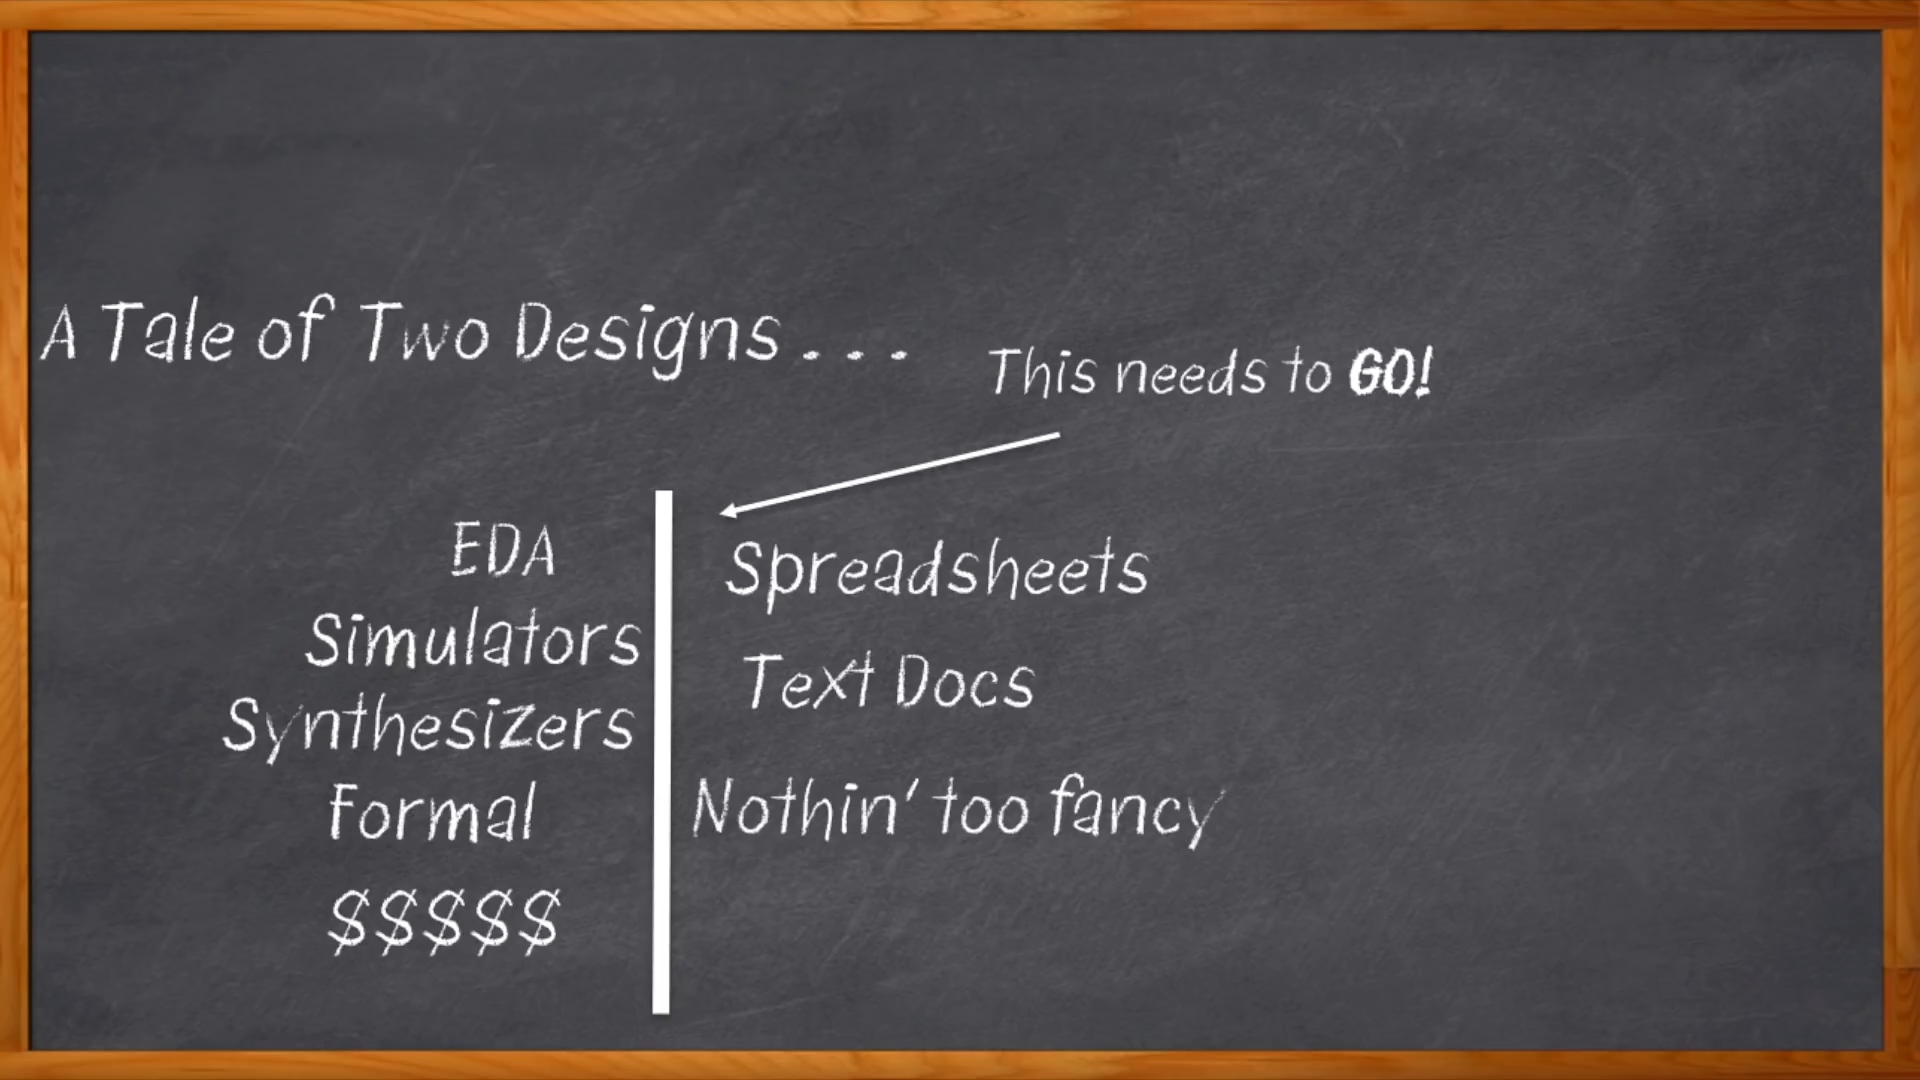 A Tale of Two Designs . . .
This needs to GO!
EDA
Simulators
Synthesizers
Formal
$$$$$
Spreadsheets
Text Docs
Nothin' too fancy